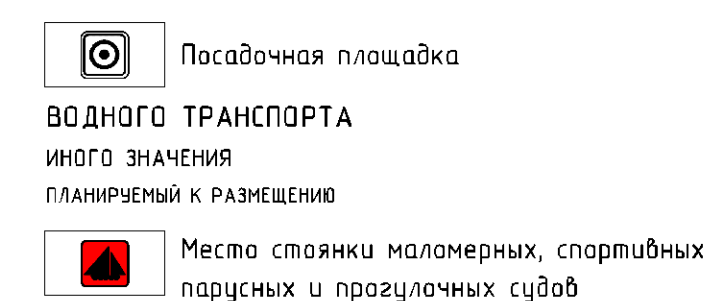 Посадочная площадка
ВОДНОГО ТРАНСПОРТА
ИНОГО ЗНАЧЕНИЯ
ПЛАНИРУЕМЫЙ К РАЗМЕЩЕНИЮ
Место стоянки маломерных, спортивных
парусных и прогулочных судов